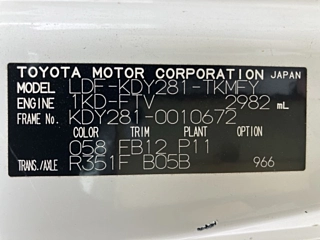 TOYOTA MOTOR CORPORATION JAPAN
MODEL LDF-KDY281-TKMFY
ENGINE 1KD-FTV 2982 mL
FRAME NO. KDY281-0010672
COLOR TRIM PLANT OPTION
058 FB12 P11
TRANS./AXLE R351F B05B 966